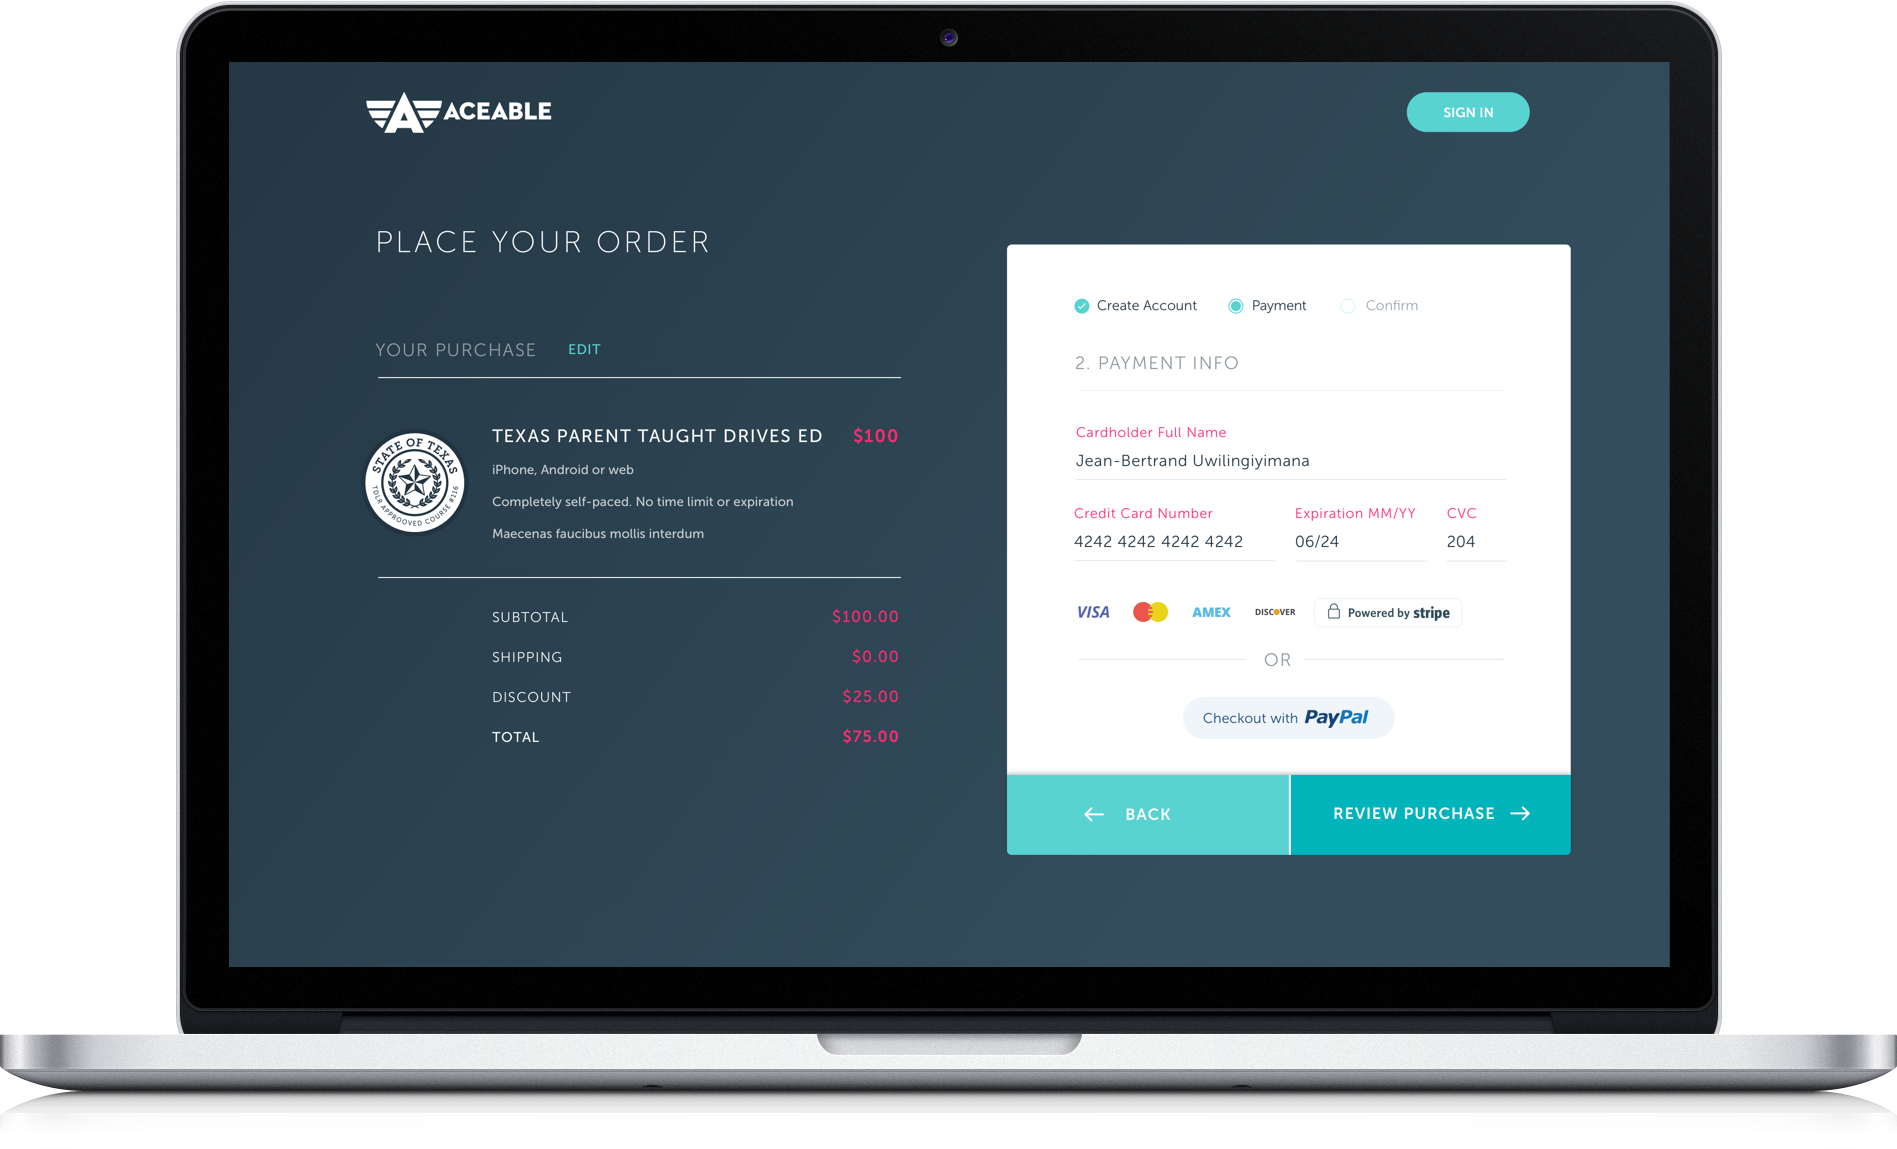 ACEABLE
SIGN IN
PLACE YOUR ORDER
YOUR PURCHASE EDIT
STATE OF TEXAS
TDLR APPROOVED COURSE #116
TEXAS PARENT TAUGHT DRIVES ED $100
iPhone, Android or web
Completely self-paced. No time limit or expiration
Maecenas faucibus mollis interdum
SUBTOTAL $100.00
SHIPPING $0.00
DISCOUNT $25.00
TOTAL $75.00
Create Account Payment Confirm
2. PAYMENT INFO
Cardholder Full Name
Jean-Bertrand Uwilingiyimana
Credit Card Number Expiration MM/YY CVC
4242 4242 4242 4242 06/24 204
VISA AMEX DISCOVER Powered by stripe
OR
Checkout with PayPal
BACK REVIEW PURCHASE